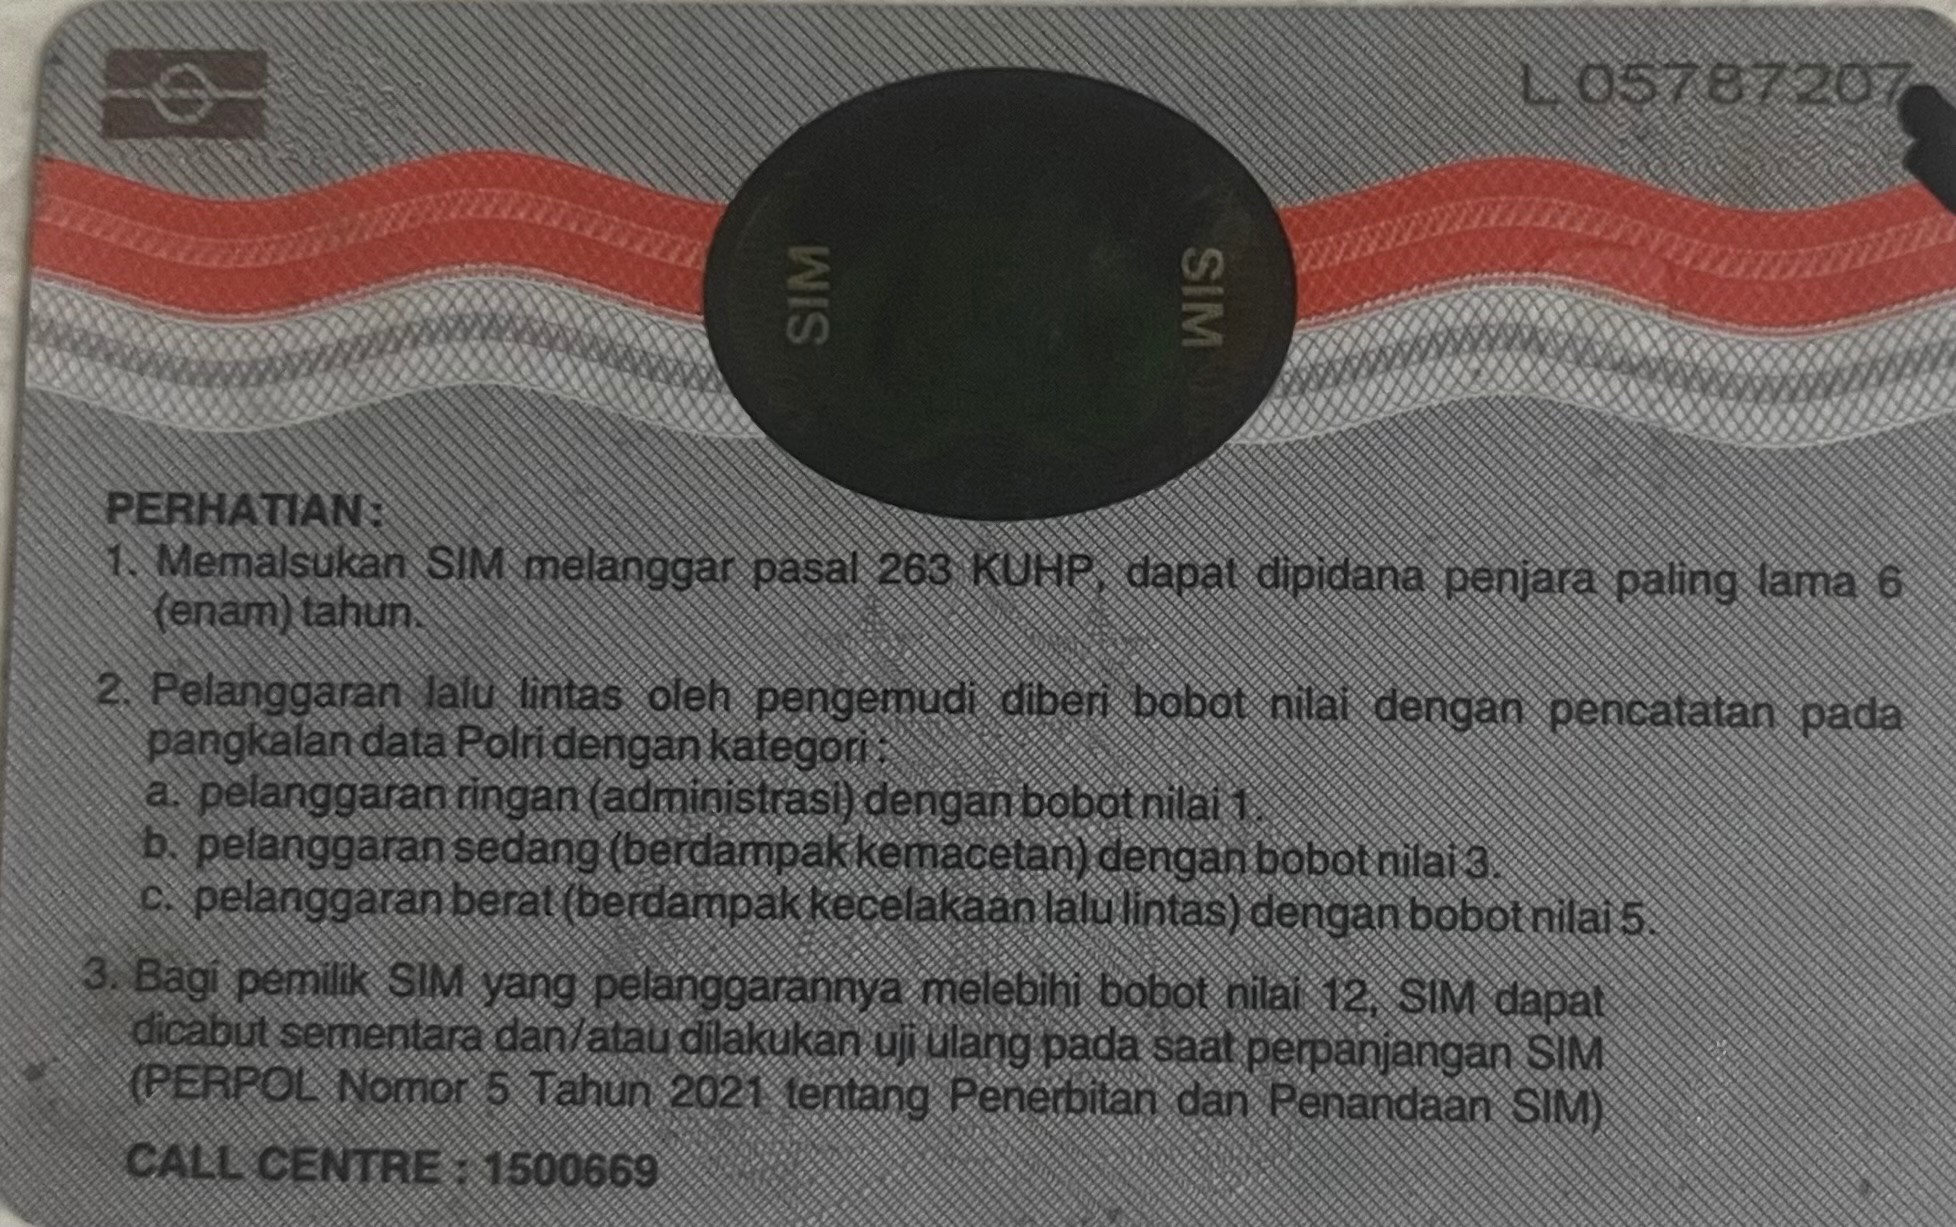 L 05787207
SIM
SIM
PERHATIAN :
1. Memalsukan SIM melanggar pasal 263 KUHP, dapat dipidana penjara paling lama 6
(enam) tahun.
2. Pelanggaran lalu lintas oleh pengemudi diberi bobot nilai dengan pencatatan pada
pangkalan data Polri dengan kategori :
a. pelanggaran ringan (administrasi) dengan bobot nilai 1.
b. pelanggaran sedang (berdampak kemacetan) dengan bobot nilai 3.
c. pelanggaran berat (berdampak kecelakaan lalu lintas) dengan bobot nilai 5.
3. Bagi pemilik SIM yang pelanggarannya melebihi bobot nilai 12, SIM dapat
dicabut sementara dan/atau dilakukan uji ulang pada saat perpanjangan SIM
(PERPOL Nomor 5 Tahun 2021 tentang Penerbitan dan Penandaan SIM)
CALL CENTRE : 1500669